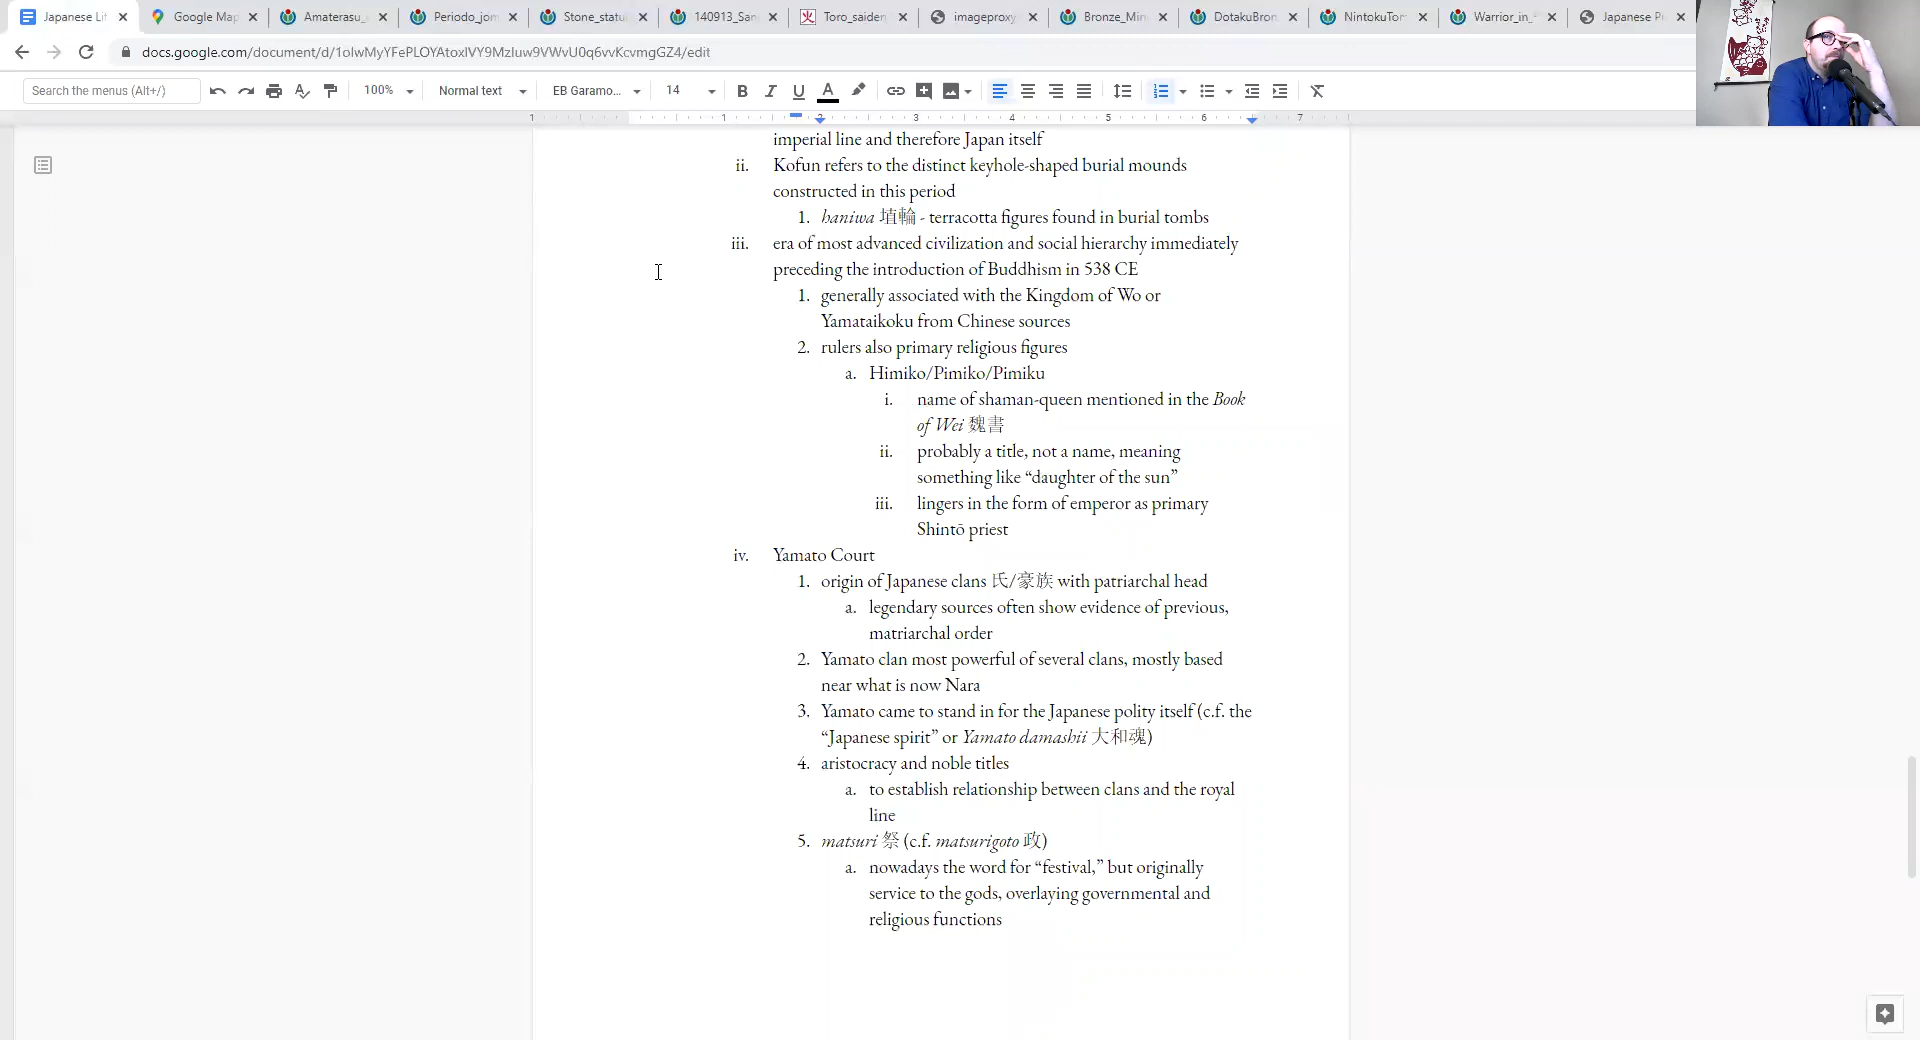 Japanese Lit
Google Map
Amaterasu_
Periodo_jom
Stone_statu
140913_San
Toro_saiden
imageproxy
Bronze_Min
DotakuBron
NintokuTom
Warrior_in_
Japanese P
Search the menus (Alt+/)
100%
Normal text
EB Garamo...
14
1 1 2 3 4 5 6 7
imperial line and therefore Japan itself
ii. Kofun refers to the distinct keyhole-shaped burial mounds
constructed in this period
1. haniwa 埴輪 - terracotta figures found in burial tombs
iii. era of most advanced civilization and social hierarchy immediately
preceding the introduction of Buddhism in 538 CE
1. generally associated with the Kingdom of Wo or
Yamataikoku from Chinese sources
2. rulers also primary religious figures
a. Himiko/Pimiko/Pimiku
i. name of shaman-queen mentioned in the Book
of Wei 魏書
ii. probably a title, not a name, meaning
something like “daughter of the sun”
iii. lingers in the form of emperor as primary
Shintō priest
iv. Yamato Court
1. origin of Japanese clans 氏/豪族 with patriarchal head
a. legendary sources often show evidence of previous,
matriarchal order
2. Yamato clan most powerful of several clans, mostly based
near what is now Nara
3. Yamato came to stand in for the Japanese polity itself (c.f. the
“Japanese spirit” or Yamato damashii 大和魂)
4. aristocracy and noble titles
a. to establish relationship between clans and the royal
line
5. matsuri 祭 (c.f. matsurigoto 政)
a. nowadays the word for “festival,” but originally
service to the gods, overlaying governmental and
religious functions